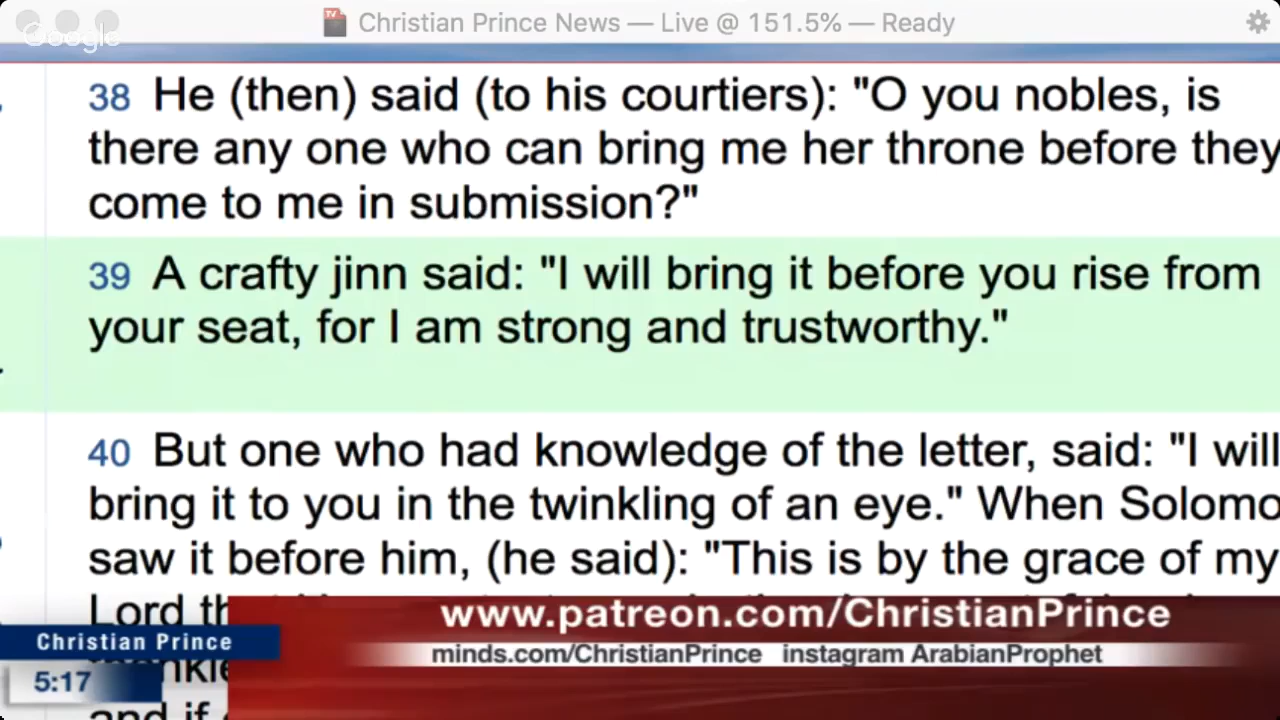 Christian Prince News — Live @ 151.5% — Ready
Google
38 He (then) said (to his courtiers): "O you nobles, is
there any one who can bring me her throne before they
come to me in submission?"
39 A crafty jinn said: "I will bring it before you rise from
your seat, for I am strong and trustworthy."
40 But one who had knowledge of the letter, said: "I will
bring it to you in the twinkling of an eye." When Solomo
saw it before him, (he said): "This is by the grace of my
Lord
and if
www.patreon.com/ChristianPrince
Christian Prince
minds.com/ChristianPrince instagram ArabianProphet
5:17